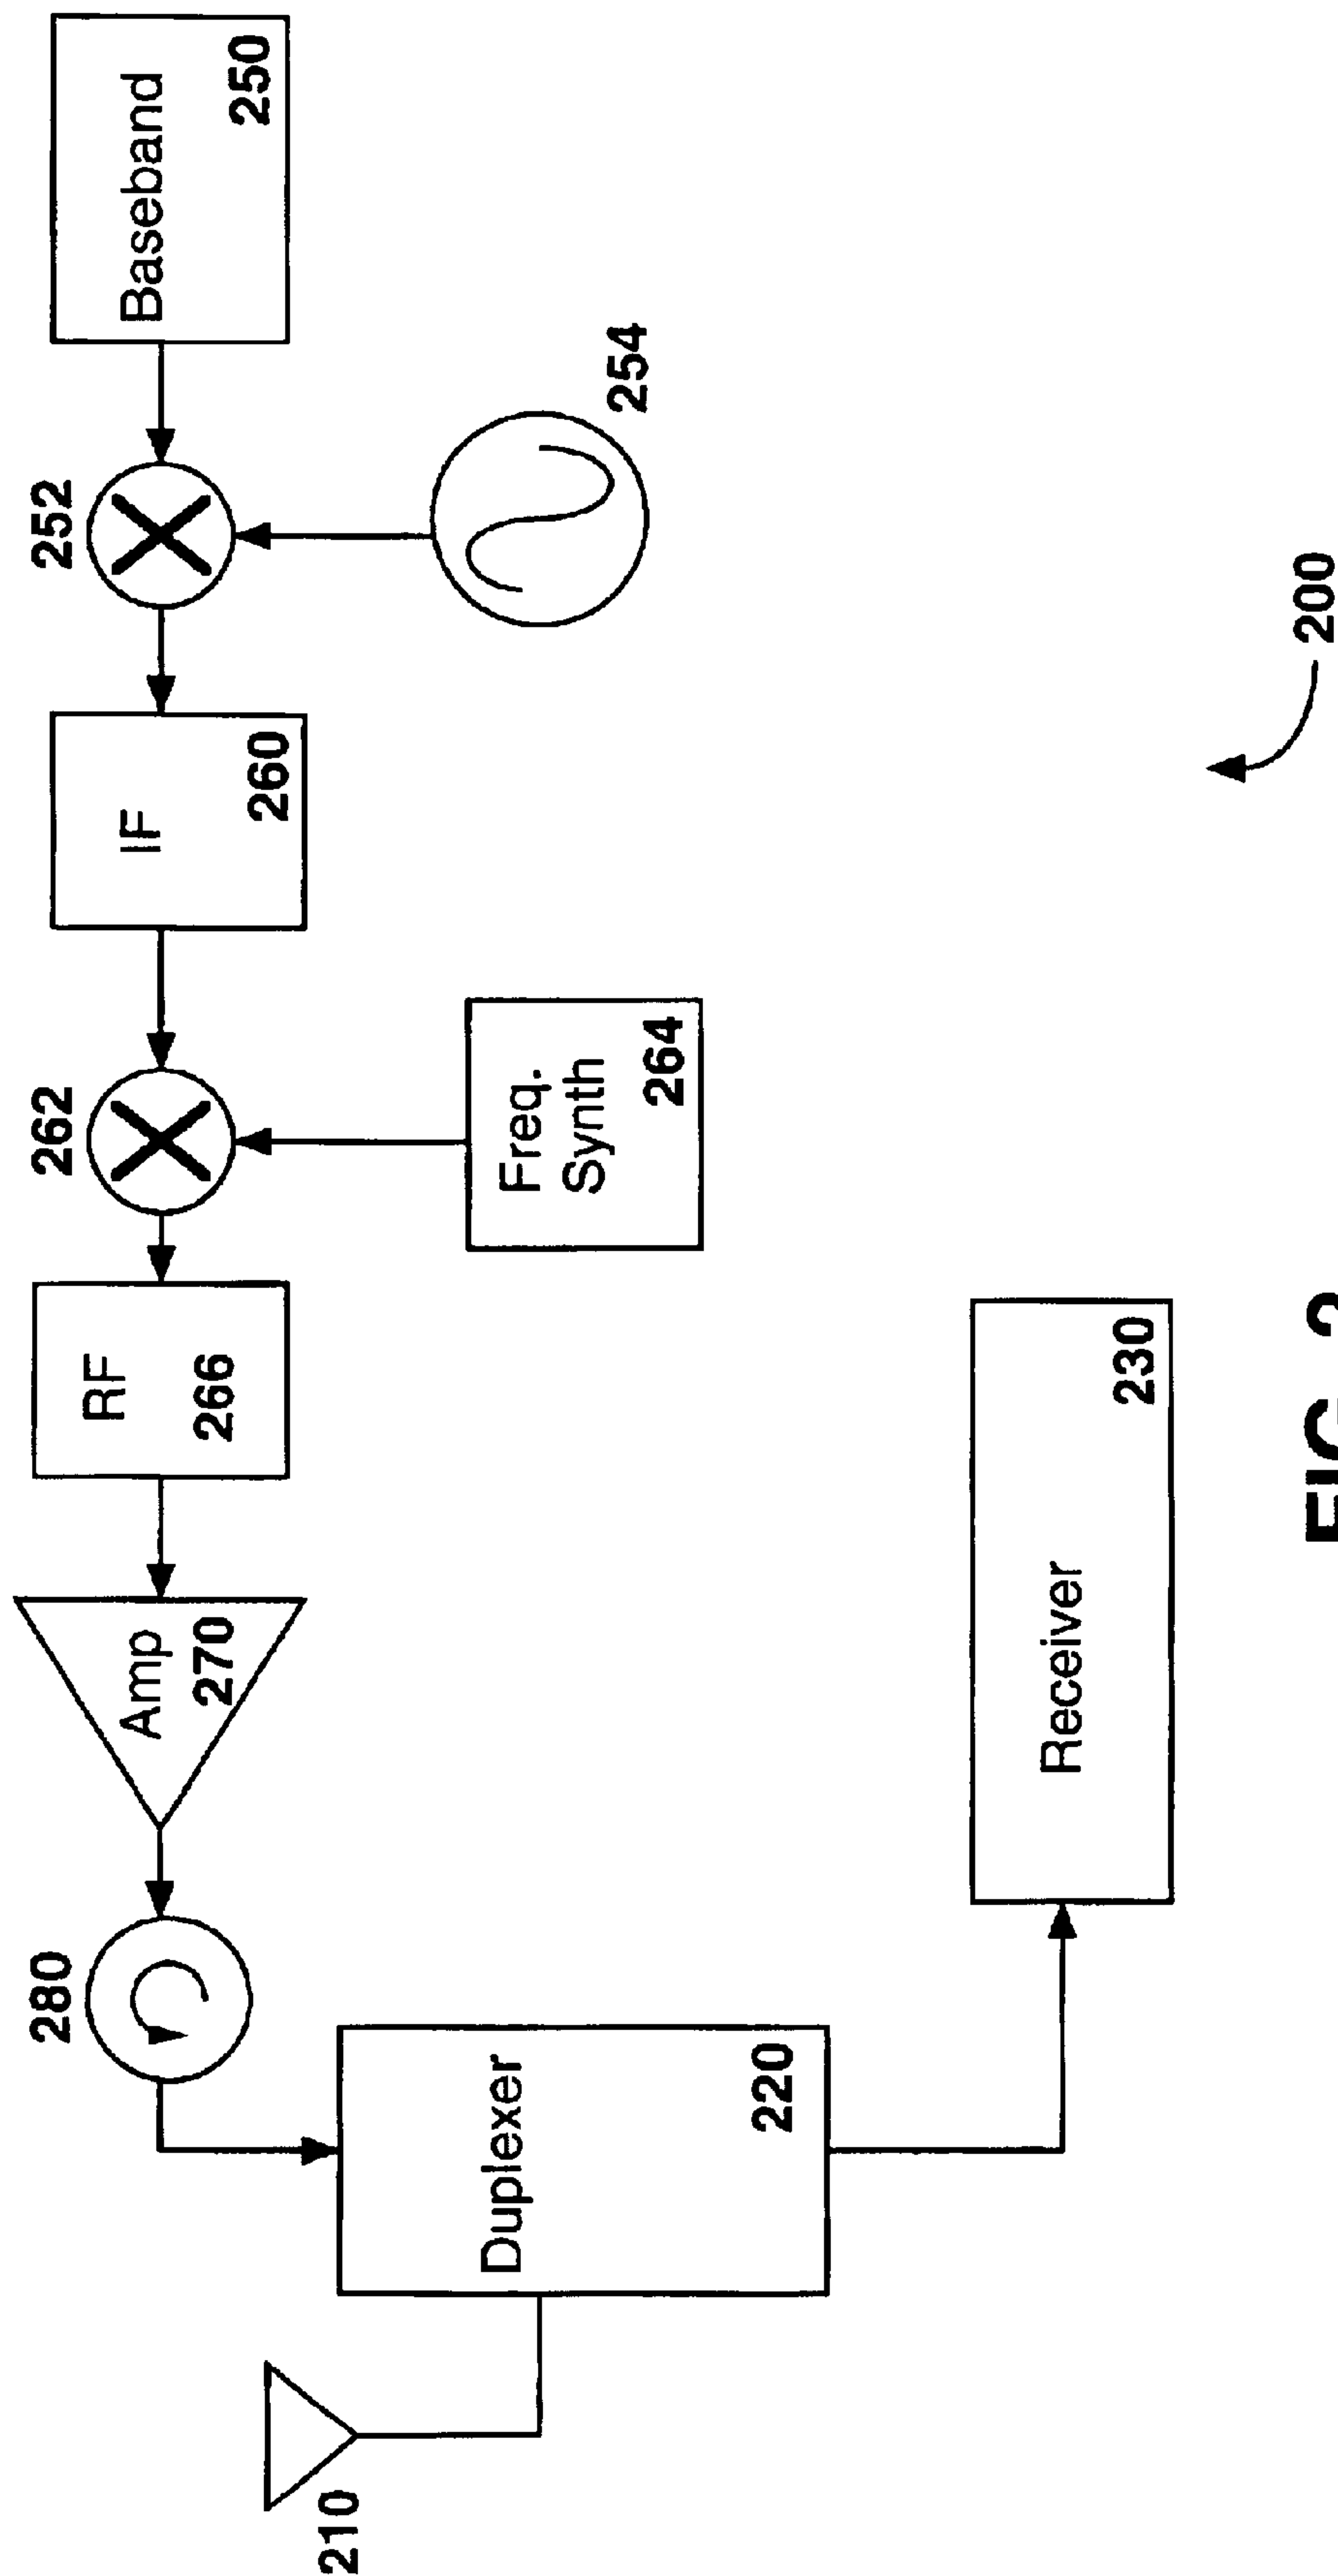 210
Duplexer
220
280
Amp
270
RF
266
262
Freq.
Synth
264
IF
260
252
254
Baseband
250
Receiver
230
200